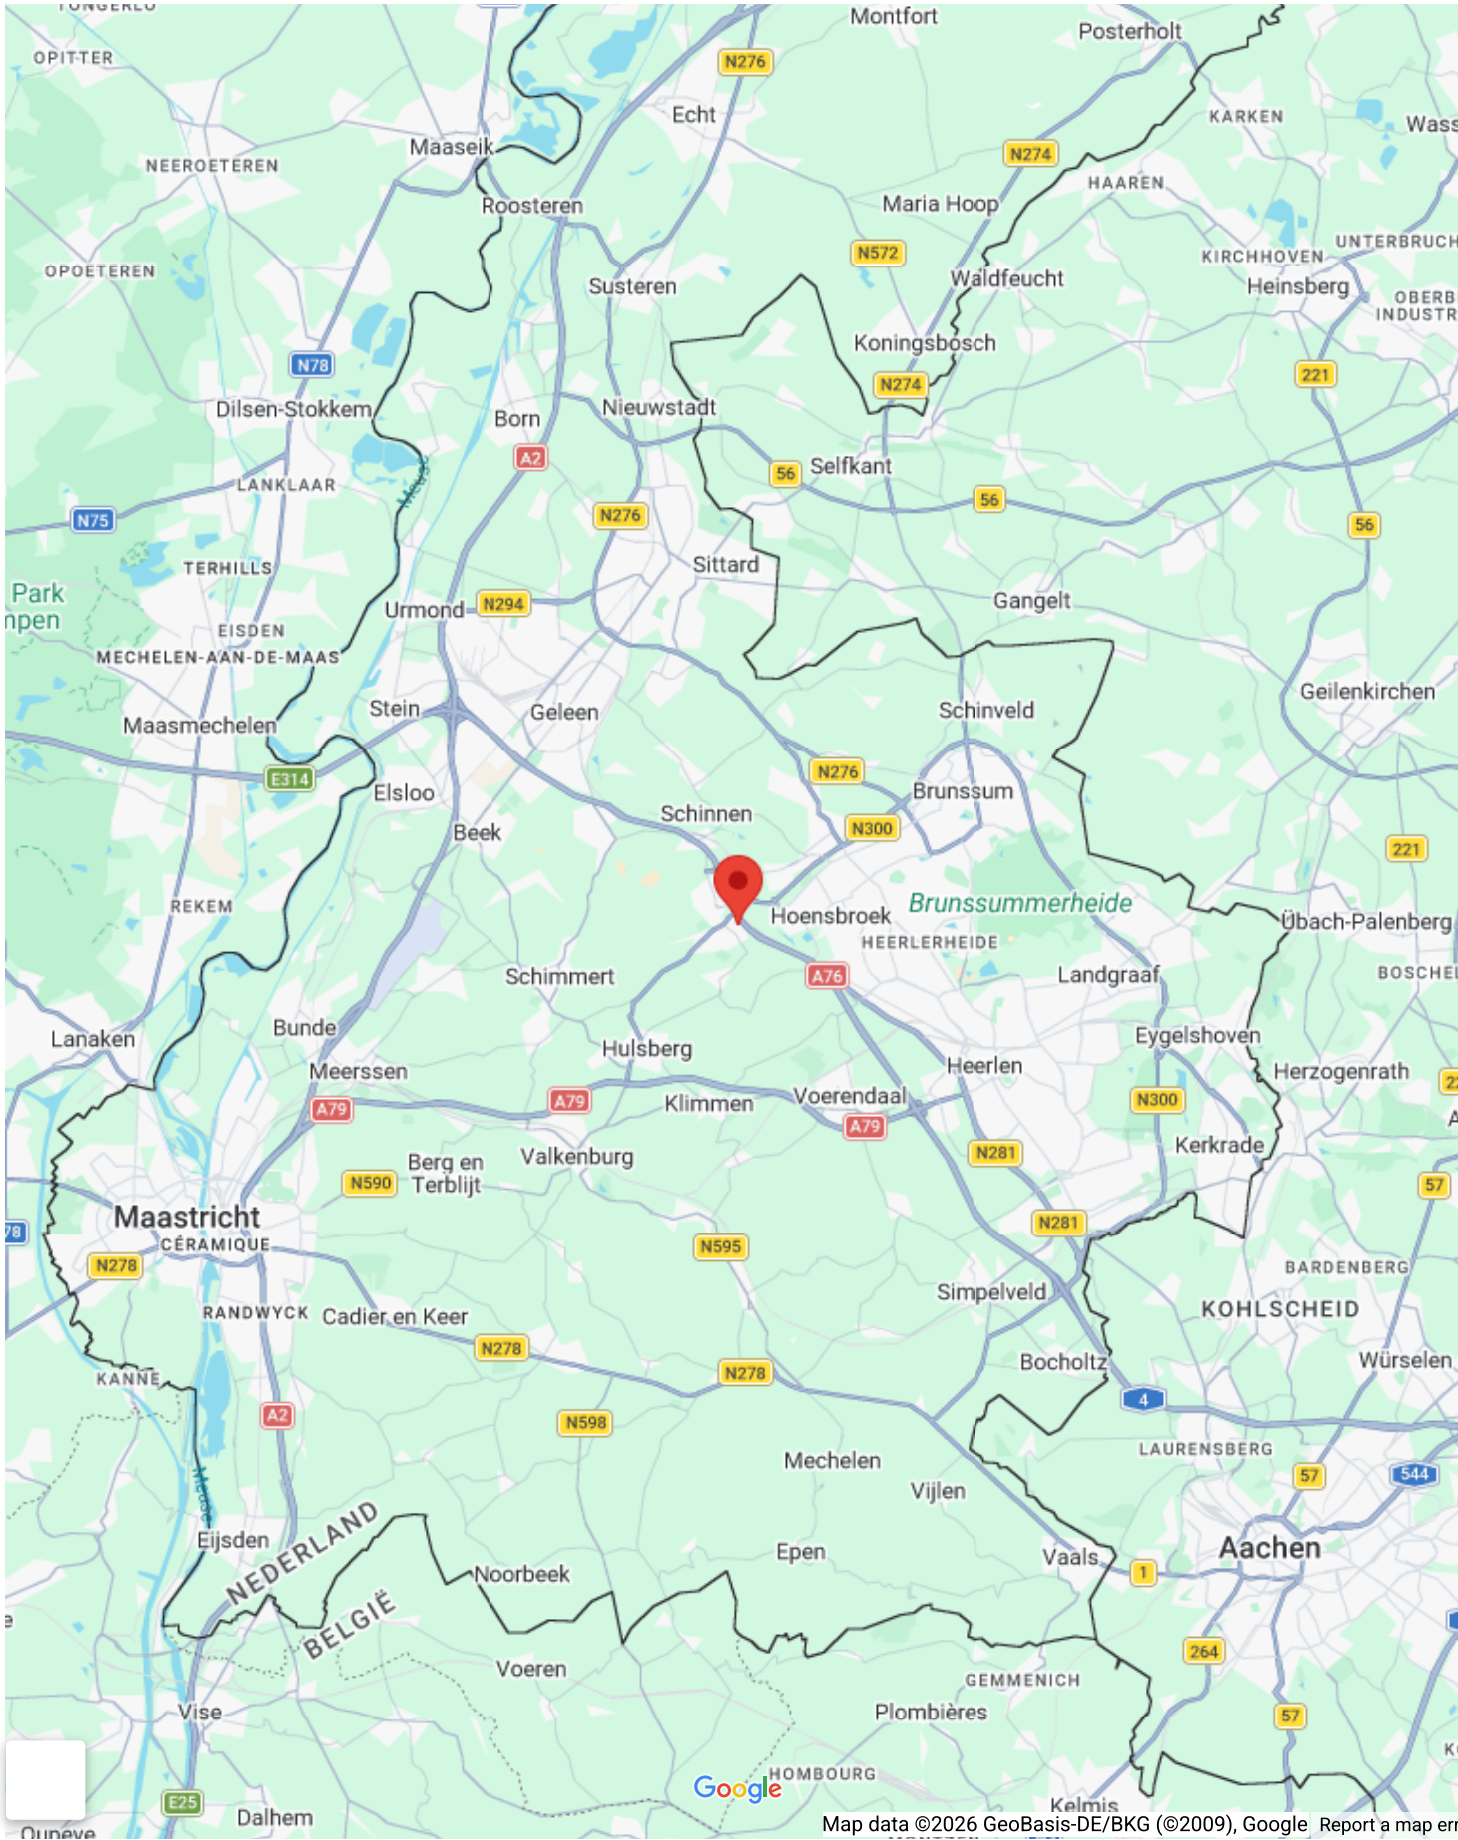 TONGERLO
Montfort
Posterholt
OPITTER
N276
Echt
KARKEN
Maaseik
N274
NEEROETEREN
HAAREN
Roosteren
Maria Hoop
UNTERBRUCH
N572
KIRCHHOVEN
OPOETEREN
Waldfeucht
Susteren
Heinsberg
Koningsbosch
N78
N274
221
Dilsen-Stokkem
Nieuwstadt
Born
A2
Selfkant
56
LANKLAAR
Meuse
56
N75
N276
56
TERHILLS
Sittard
Park
Gangelt
Urmond
N294
EISDEN
MECHELEN-AAN-DE-MAAS
Geilenkirchen
Stein
Geleen
Schinveld
Maasmechelen
N276
E314
Elsloo
Brunssum
Schinnen
N300
Beek
221
REKEM
Hoensbroek
Brunssummerheide
Übach-Palenberg
HEERLERHEIDE
Schimmert
A76
Landgraaf
Bunde
Lanaken
Eygelshoven
Hulsberg
Meerssen
Heerlen
Herzogenrath
A79
A79
Klimmen
Voerendaal
N300
A79
Kerkrade
Berg en
Terblijt
Valkenburg
N281
N590
57
Maastricht
N281
CÉRAMIQUE
N595
N278
BARDENBERG
Simpelveld
RANDWYCK
Cadier en Keer
KOHLSCHEID
N278
Bocholtz
Würselen
KANNE
N278
4
A2
N598
LAURENSBERG
Mechelen
57
544
Meuse
Vijlen
Eijsden
NEDERLAND
Epen
Vaals
Aachen
Noorbeek
1
BELGIË
264
Voeren
GEMMENICH
Vise
Plombières
57
Google
HOMBOURG
E25
Dalhem
Kelmis
Oupeye
Map data ©2026 GeoBasis-DE/BKG (©2009), Google
Report a map err